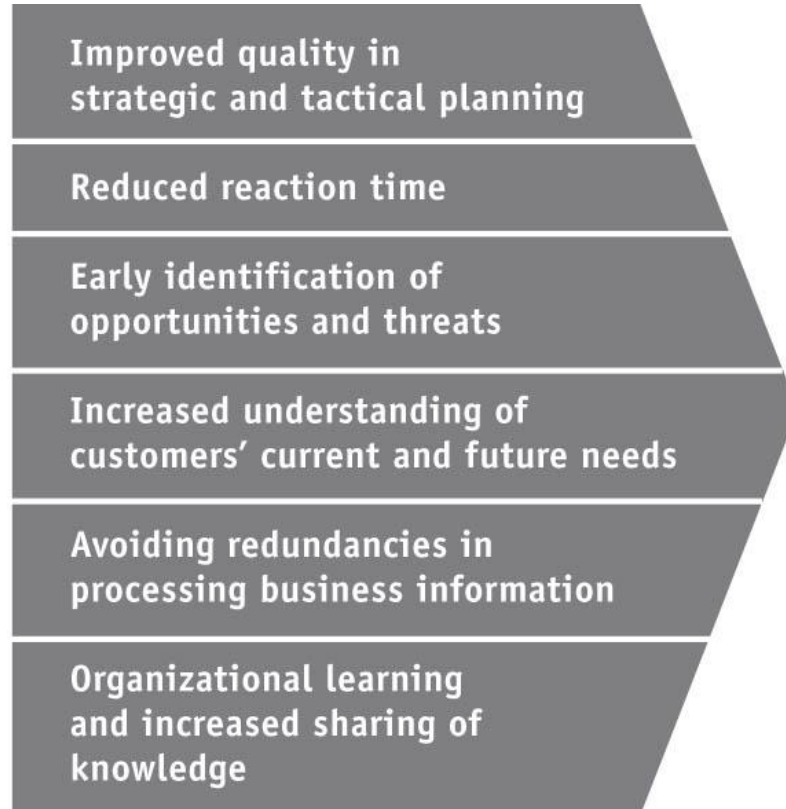 Improved quality in
strategic and tactical planning
Reduced reaction time
Early identification of
opportunities and threats
Increased understanding of
customers’ current and future needs
Avoiding redundancies in
processing business information
Organizational learning
and increased sharing of
knowledge